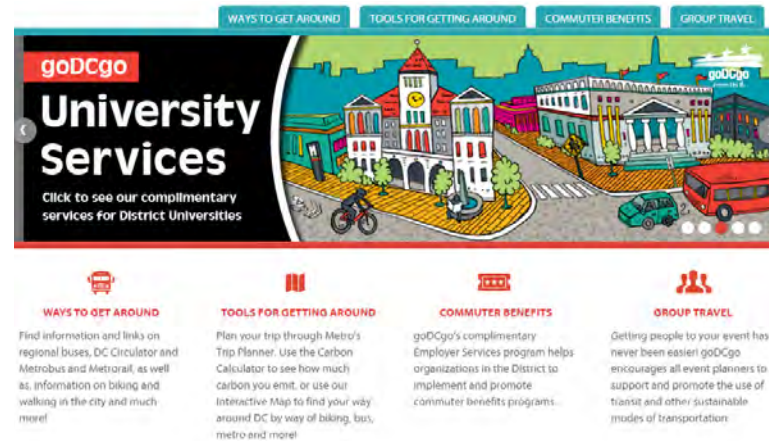 WAYS TO GET AROUND
TOOLS FOR GETTING AROUND
COMMUTER BENEFITS
GROUP TRAVEL
goDCgo
University
Services
Click to see our complimentary
services for District Universities
goDCgo
WAYS TO GET AROUND
Find information and links on
regional buses, DC Circulator and
Metrobus and Metrorail, as well
as, information on biking and
walking in the city and much
more!
TOOLS FOR GETTING AROUND
Plan your trip through Metro's
Trip Planner. Use the Carbon
Calculator to see how much
carbon you emit, or use our
Interactive Map to find your way
around DC by way of biking, bus,
metro and more!
COMMUTER BENEFITS
goDCgo's complimentary
Employer Services program helps
organizations in the District to
implement and promote
commuter benefits programs.
GROUP TRAVEL
Getting people to your event has
never been easier! goDCgo
encourages all event planners to
support and promote the use of
transit and other sustainable
modes of transportation